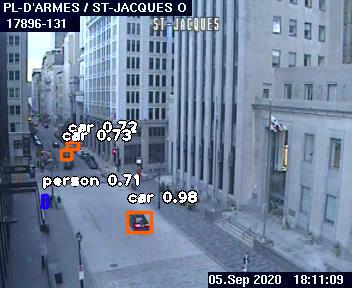 PL-D'ARMES / ST-JACQUES O
17896-131
ST-JACQUES
car 0.72
car 0.73
person 0.71
car 0.98
05.Sep 2020 18:11:09